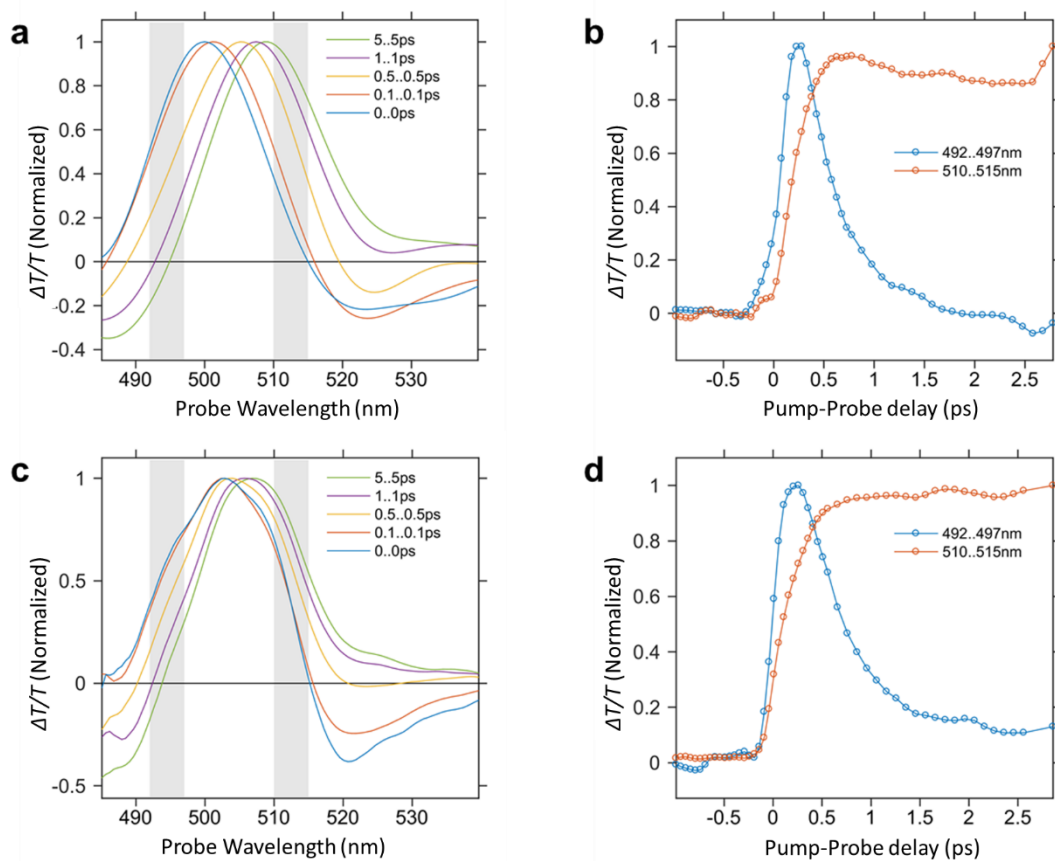 a
ΔT/T (Normalized)
1
0.8
0.6
0.4
0.2
0
-0.2
-0.4
490
500
510
520
530
Probe Wavelength (nm)
5..5ps
1..1ps
0.5..0.5ps
0.1..0.1ps
0..0ps
b
ΔT/T (Normalized)
1
0.8
0.6
0.4
0.2
0
-0.5
0
0.5
1
1.5
2
2.5
Pump-Probe delay (ps)
492..497nm
510..515nm
c
ΔT/T (Normalized)
1
0.5
0
-0.5
490
500
510
520
530
Probe Wavelength (nm)
5..5ps
1..1ps
0.5..0.5ps
0.1..0.1ps
0..0ps
d
ΔT/T (Normalized)
1
0.8
0.6
0.4
0.2
0
-0.5
0
0.5
1
1.5
2
2.5
Pump-Probe delay (ps)
492..497nm
510..515nm